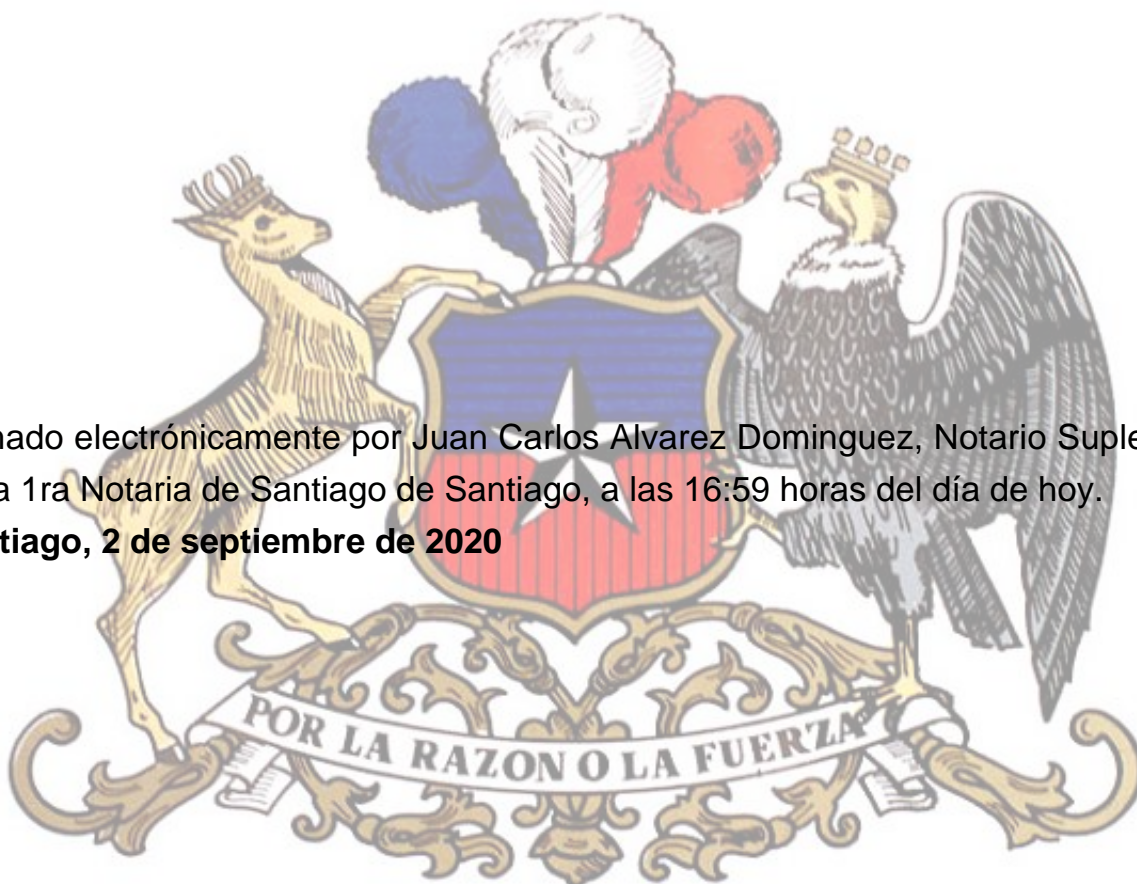 nado electrónicamente por Juan Carlos Alvarez Dominguez, Notario Suple
a 1ra Notaria de Santiago de Santiago, a las 16:59 horas del día de hoy.
tiago, 2 de septiembre de 2020
POR LA RAZON O LA FUERZA